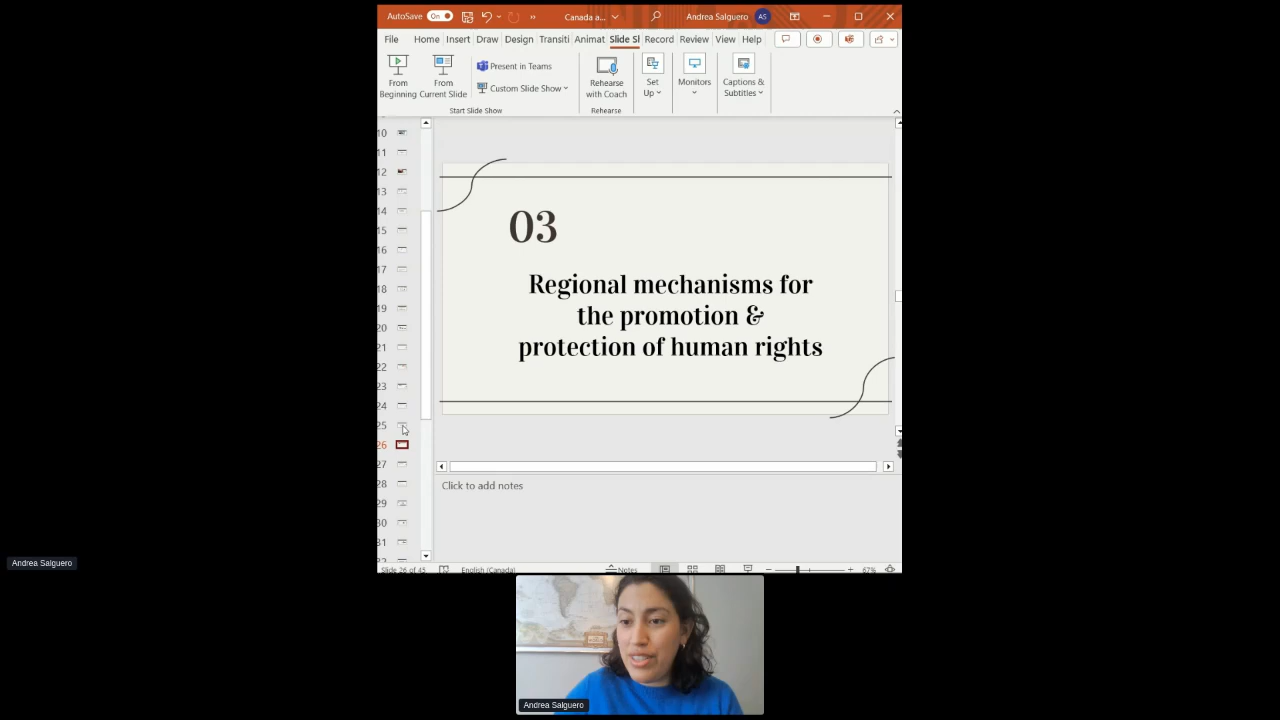 AutoSave On
Canada a...
Andrea Salguero
AS
File Home Insert Draw Design Transiti Animat Slide Sl Record Review View Help
From Beginning
From Current Slide
Present in Teams
Custom Slide Show
Rehearse with Coach
Set Up
Monitors
Captions & Subtitles
Start Slide Show
Rehearse
10
11
12
13
14
15
16
17
18
19
20
21
22
23
24
25
26
27
28
29
30
31
03
Regional mechanisms for
the promotion &
protection of human rights
Click to add notes
Slide 26 of 45
English (Canada)
Notes
67%
Andrea Salguero
Andrea Salguero